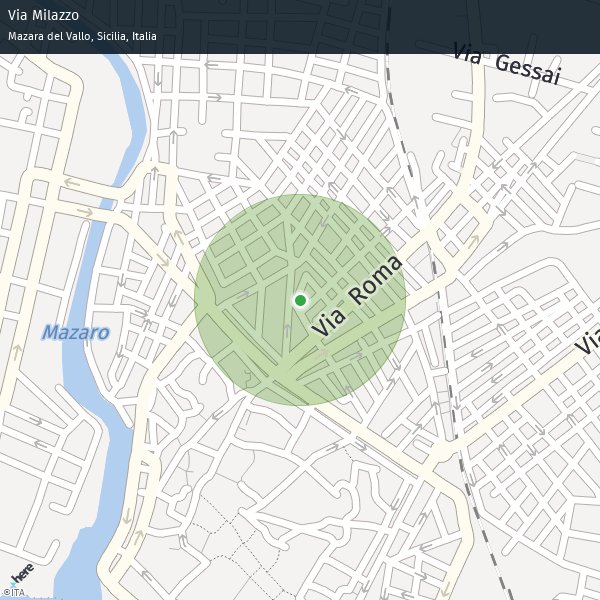 Via Milazzo
Mazara del Vallo, Sicilia, Italia
Via Gessai
Via Roma
Mazaro
Via
here
©ITA